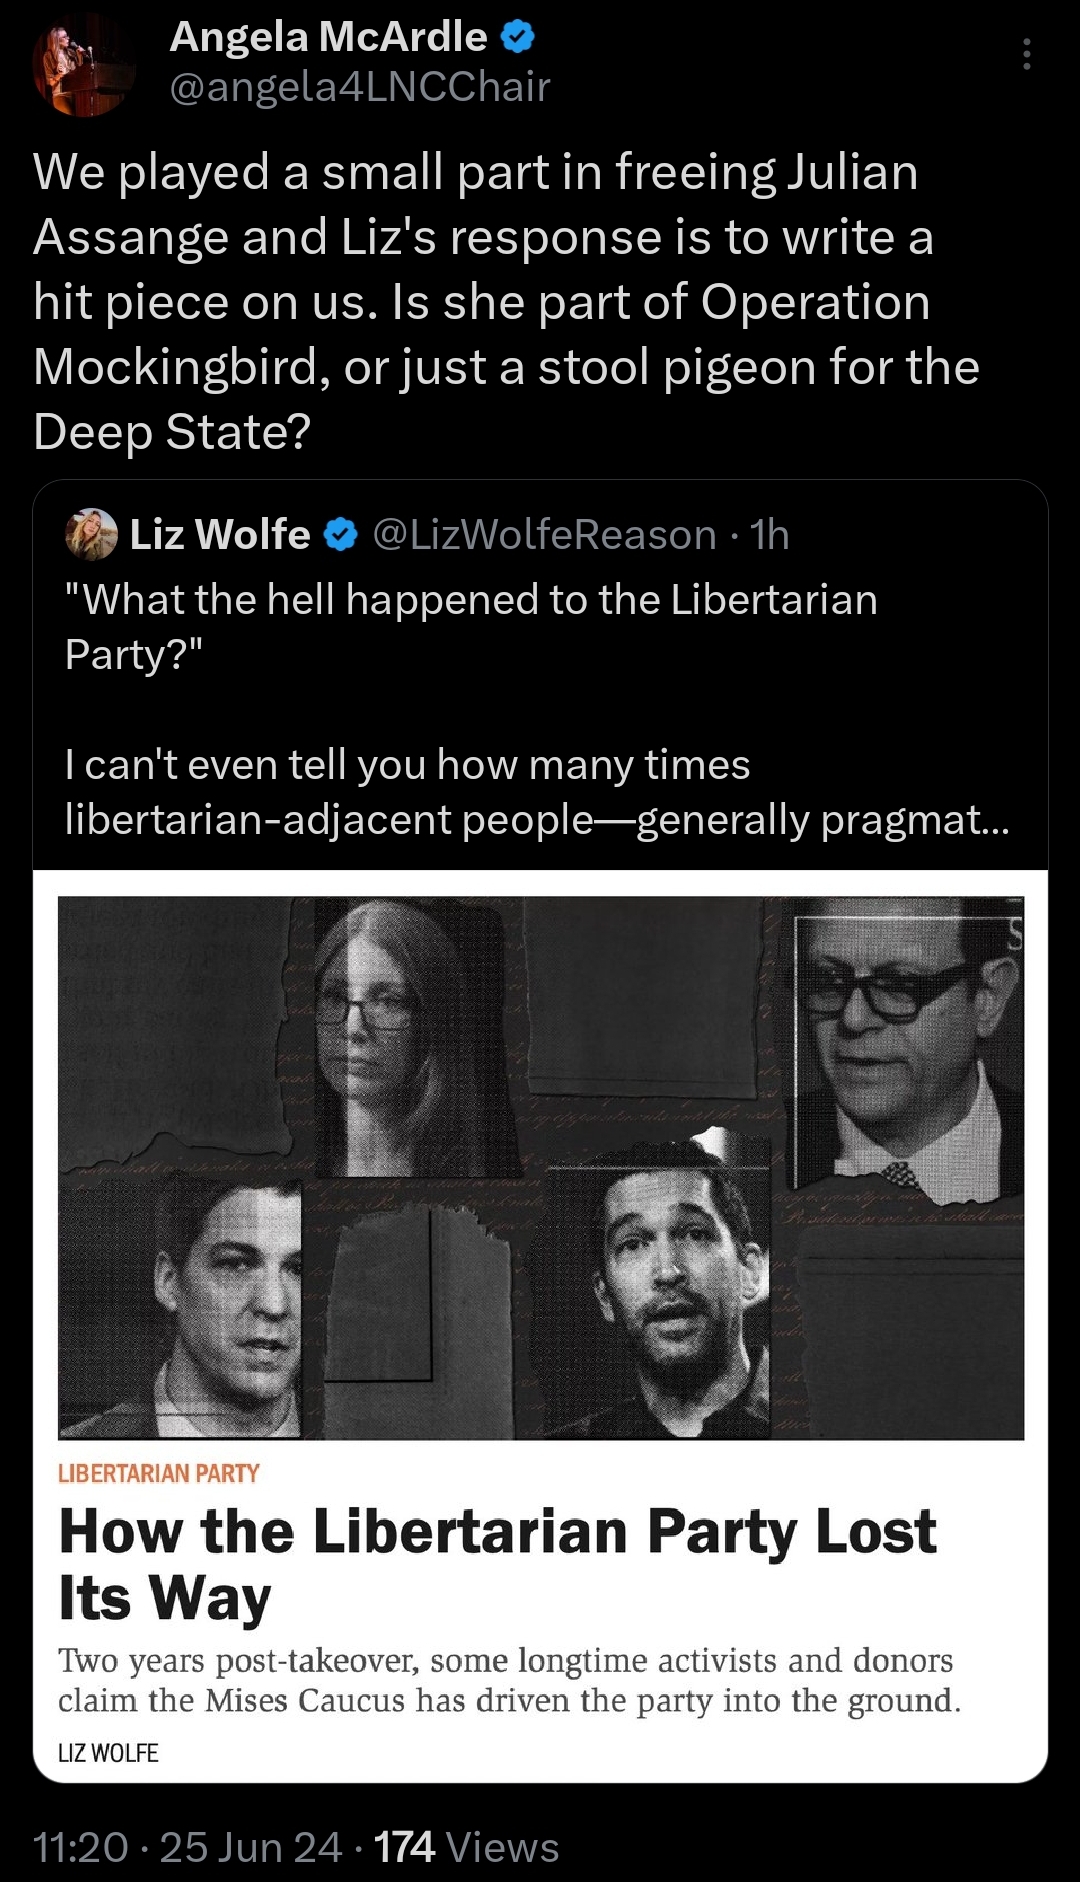 Angela McArdle
@angela4LNCChair
We played a small part in freeing Julian
Assange and Liz's response is to write a
hit piece on us. Is she part of Operation
Mockingbird, or just a stool pigeon for the
Deep State?
Liz Wolfe @LizWolfeReason · 1h
"What the hell happened to the Libertarian
Party?"
I can't even tell you how many times
libertarian-adjacent people—generally pragmat...
S
LIBERTARIAN PARTY
How the Libertarian Party Lost
Its Way
Two years post-takeover, some longtime activists and donors
claim the Mises Caucus has driven the party into the ground.
LIZ WOLFE
11:20 · 25 Jun 24 · 174 Views